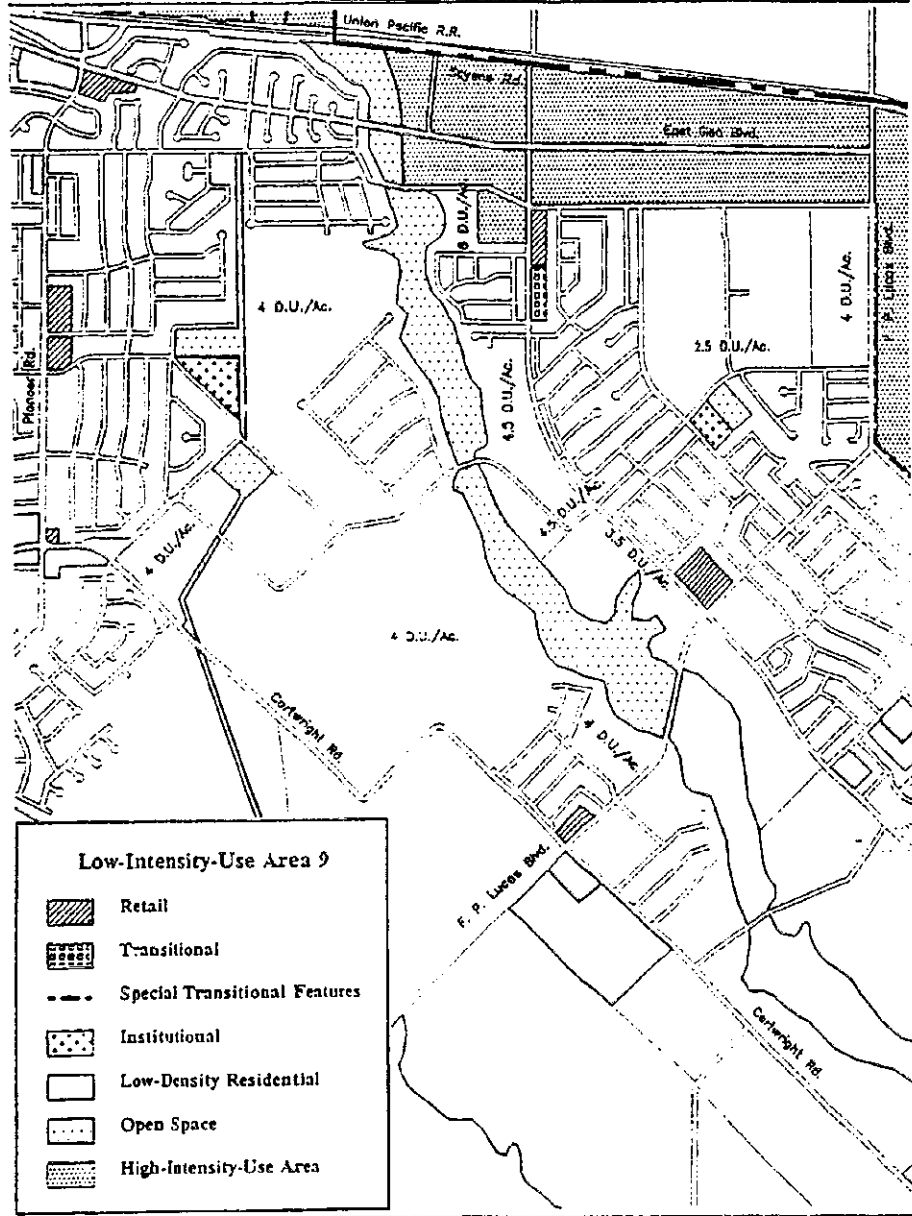 Union Pacific R.R.
Scyene Rd.
East Glen Blvd.
6 D.U./Ac.
4 D.U./Ac.
4 D.U./Ac.
F. P. Lucas Blvd.
2.5 D.U./Ac.
Pioneer Rd.
4.5 D.U./Ac.
4.5 D.U./Ac.
3.5 D.U./Ac.
4 D.U./Ac.
4 D.U./Ac.
4 D.U./Ac.
Cartwright Rd.
F. P. Lucas Blvd.
Cartwright Rd.
Low-Intensity-Use Area 9
Retail
Transitional
Special Transitional Features
Institutional
Low-Density Residential
Open Space
High-Intensity-Use Area